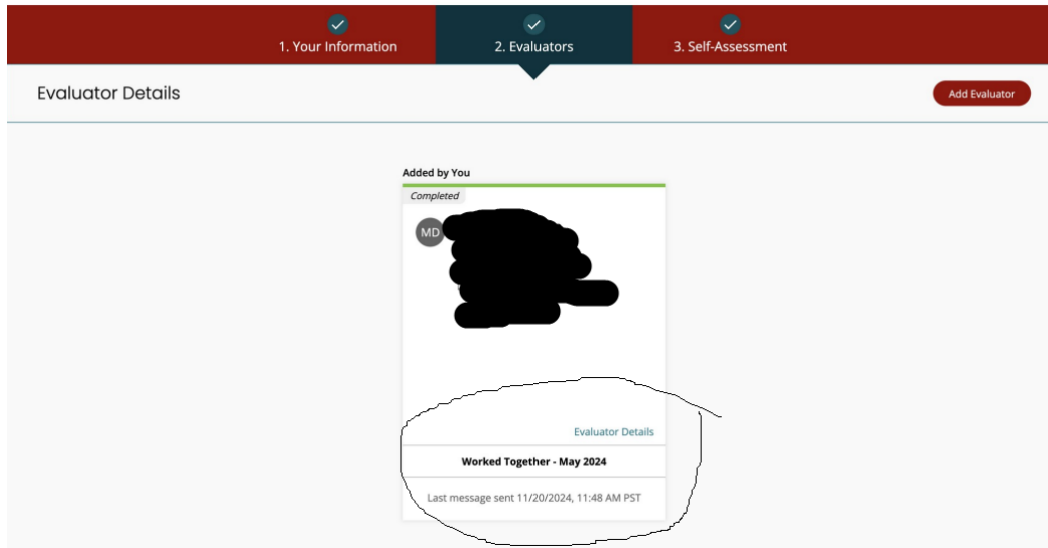 1. Your Information
2. Evaluators
3. Self-Assessment
Evaluator Details
Add Evaluator
Added by You
Completed
MD
Evaluator Details
Worked Together - May 2024
Last message sent 11/20/2024, 11:48 AM PST